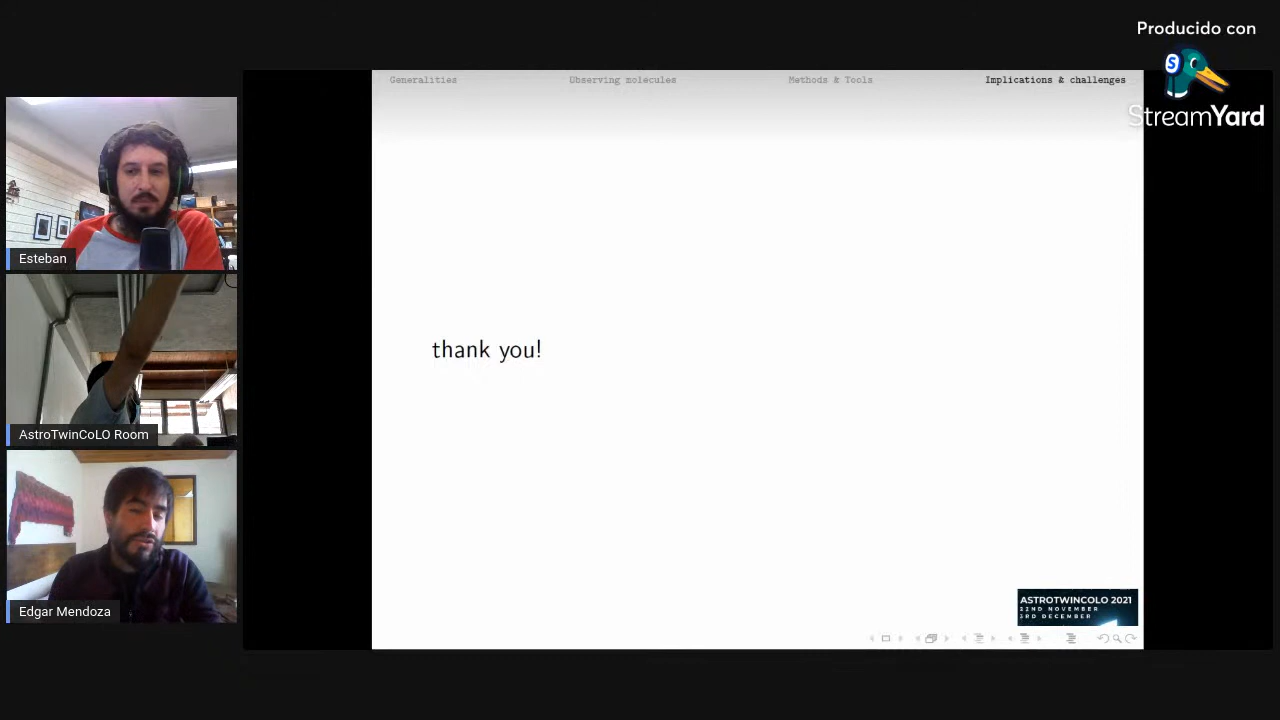 Producido con
StreamYard
Generalities Observing molécules Methods & Tools Implications & challenges
Esteban
thank you!
AstroTwinCoLO Room
ASTROTWINCOLO 2021
22ND NOVEMBER
3RD DECEMBER
Edgar Mendoza